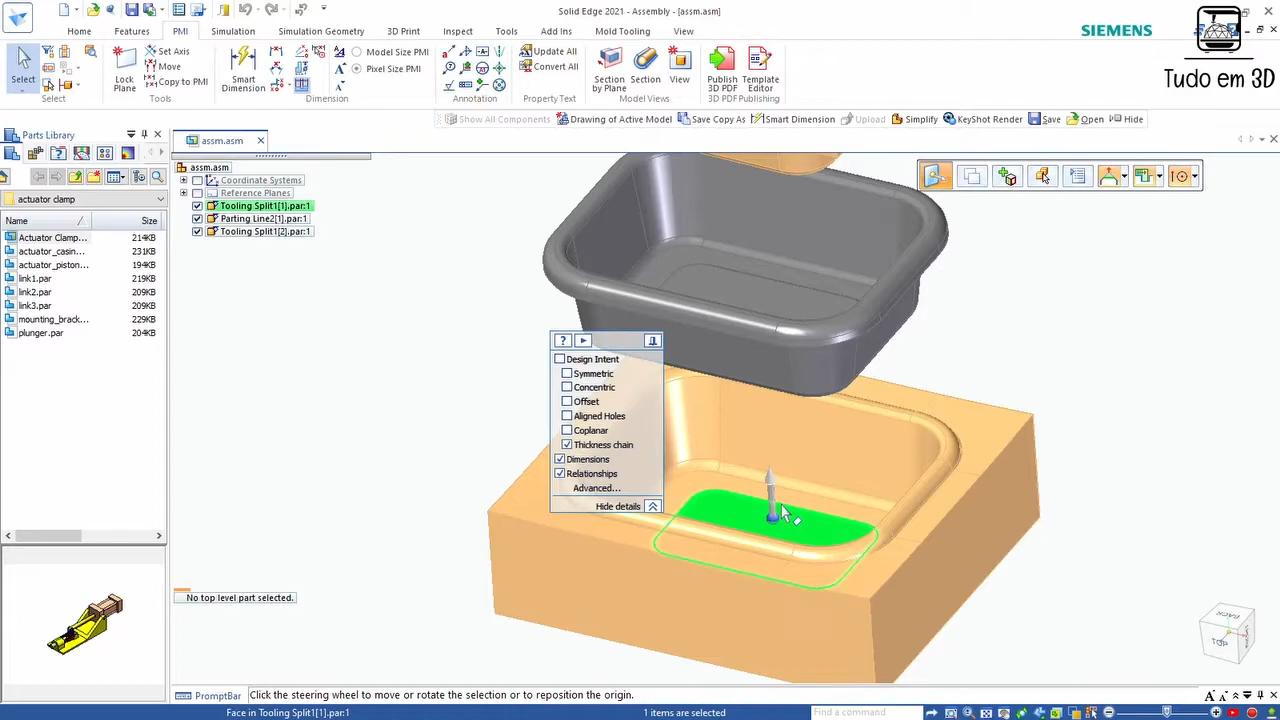 Solid Edge 2021 - Assembly - [assm.asm]
Home Features PMI Simulation Simulation Geometry 3D Print Inspect Tools Add Ins Mold Tooling View
SIEMENS
Tudo em 3D
Select
Lock Plane
Set Axis
Move
Copy to PMI
Smart Dimension
Model Size PMI
Pixel Size PMI
Update All
Convert All
Section by Plane
Section
View
Publish 3D PDF
Template Editor
Select Tools Dimension Annotation Property Text Model Views 3D PDF Publishing
Show All Components Drawing of Active Model Save Copy As Smart Dimension Upload Simplify KeyShot Render Save Open Hide
Parts Library
assm.asm
assm.asm
Coordinate Systems
Reference Planes
Tooling Split1[1].par:1
Parting Line2[1].par:1
Tooling Split1[2].par:1
actuator clamp
Name Size
Actuator Clamp... 214KB
actuator_casin... 231KB
actuator_piston... 194KB
link1.par 219KB
link2.par 209KB
link3.par 209KB
mounting_brack... 229KB
plunger.par 204KB
?
Design Intent
Symmetric
Concentric
Offset
Aligned Holes
Coplanar
Thickness chain
Dimensions
Relationships
Advanced...
Hide details
No top level part selected.
BACK
TOP
PromptBar Click the steering wheel to move or rotate the selection or to reposition the origin.
Face in Tooling Split1[1].par:1 1 items are selected Find a command